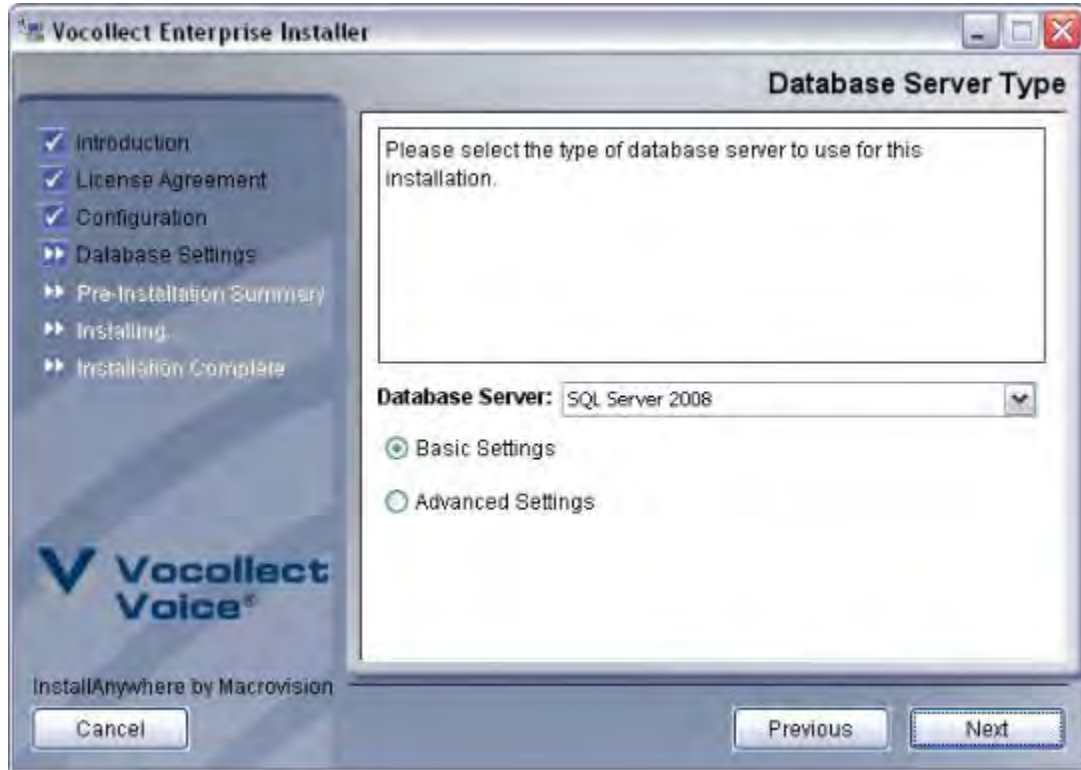 Vocollect Enterprise Installer
Database Server Type
Introduction
License Agreement
Configuration
Database Settings
Pre-Installation Summary
Installing...
Installation Complete
Please select the type of database server to use for this
installation.
Database Server: SQL Server 2008
Basic Settings
Advanced Settings
Vocollect
Voice®
InstallAnywhere by Macrovision
Cancel
Previous
Next